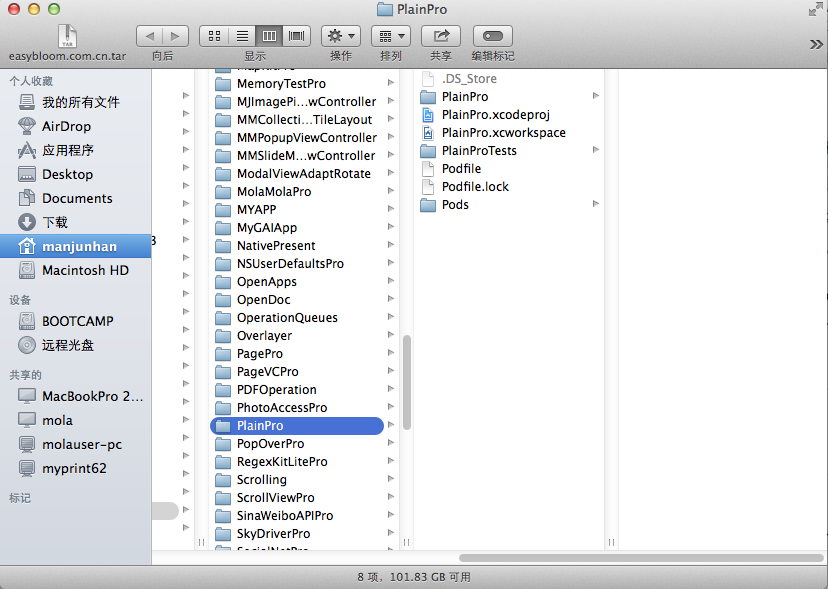 PlainPro
TAR
easybloom.com.cn.tar
向后
显示
操作
排列
共享
编辑标记
个人收藏
我的所有文件
AirDrop
应用程序
Desktop
Documents
下载
manjunhan
Macintosh HD
设备
BOOTCAMP
远程光盘
共享的
MacBookPro 2...
mola
molauser-pc
myprint62
标记
3
MemoryTestPro
MJImagePi...wController
MMCollecti...TileLayout
MMPopupViewController
MMSlideM...wController
ModalViewAdaptRotate
MolaMolaPro
MYAPP
MyGAIApp
NativePresent
NSUserDefaultsPro
OpenApps
OpenDoc
OperationQueues
Overlayer
PagePro
PageVCPro
PDFOperation
PhotoAccessPro
PlainPro
PopOverPro
RegexKitLitePro
Scrolling
ScrollViewPro
SinaWeiboAPIPro
SkyDriverPro
SocialNetPro
.DS_Store
PlainPro
PlainPro.xcodeproj
PlainPro.xcworkspace
PlainProTests
Podfile
Podfile.lock
Pods
8 项，101.83 GB 可用